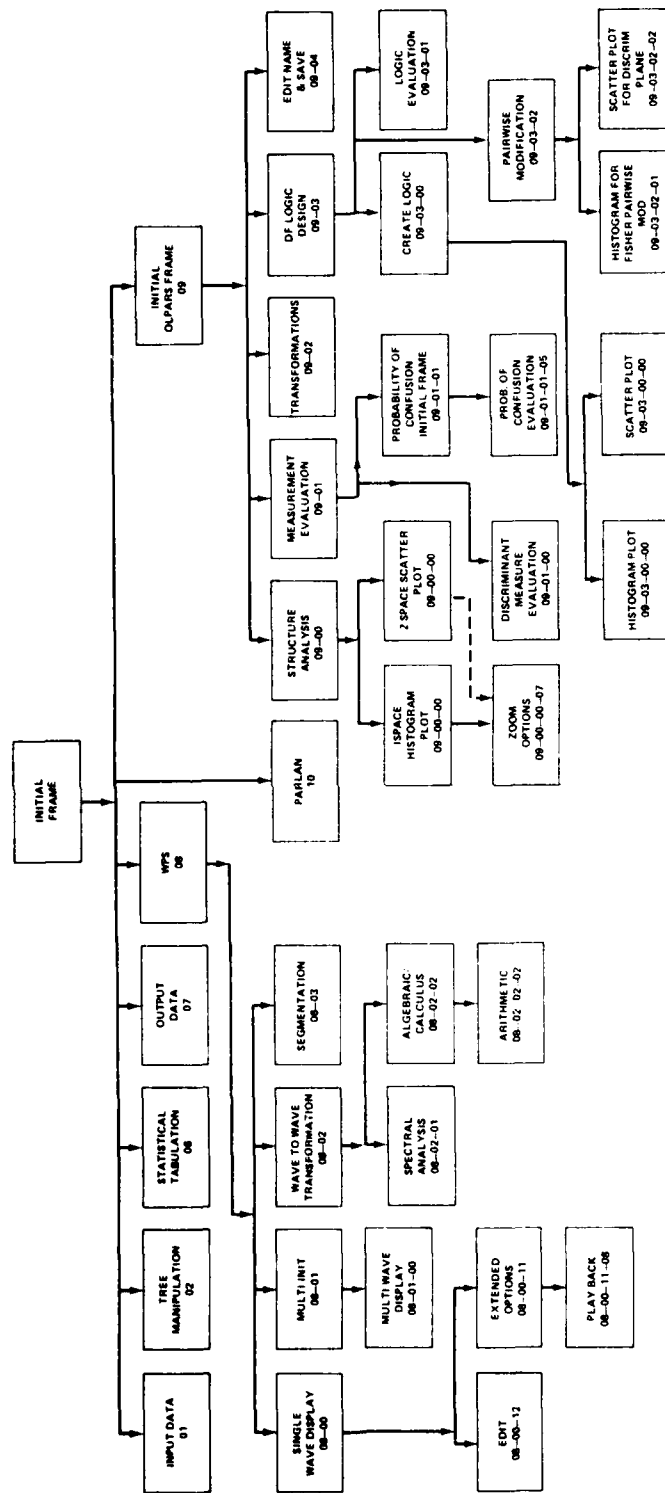 INITIAL
FRAME
INPUT DATA
01
TREE
MANIPULATION
02
STATISTICAL
TABULATION
06
OUTPUT
DATA
07
WPS
08
PARLAN
10
INITIAL
OLPARS FRAME
09
SINGLE
WAVE DISPLAY
08-00
MULTI INIT
08-01
WAVE TO WAVE
TRANSFORMATION
08-02
SEGMENTATION
08-03
STRUCTURE
ANALYSIS
09-00
MEASUREMENT
EVALUATION
09-01
TRANSFORMATIONS
09-02
DF LOGIC
DESIGN
09-03
EDIT NAME
& SAVE
09-04
MULTI WAVE
DISPLAY
08-01-00
SPECTRAL
ANALYSIS
08-02-01
ALGEBRAIC
CALCULUS
08-02-02
ISPACE
HISTOGRAM
PLOT
09-00-00
2 SPACE SCATTER
PLOT
09-00-00
PROBABILITY OF
CONFUSION
INITIAL FRAME
09-01-01
CREATE LOGIC
09-03-00
LOGIC
EVALUATION
09-03-01
EDIT
08-00-12
EXTENDED
OPTIONS
08-00-11
ARITHMETIC
08-02 02-02
ZOOM
OPTIONS
09-00-00-07
DISCRIMINANT
MEASURE
EVALUATION
09-01-00
PROB. OF
CONFUSION
EVALUATION
09-01-01-05
PAIRWISE
MODIFICATION
09-03-02
PLAY BACK
08-00-11-08
HISTOGRAM PLOT
09-03-00-00
SCATTER PLOT
09-03-00-00
HISTOGRAM FOR
FISHER PAIRWISE
MOD
09-03-02-01
SCATTER PLOT
FOR DISCRIM
PLANE
09-03-02-02